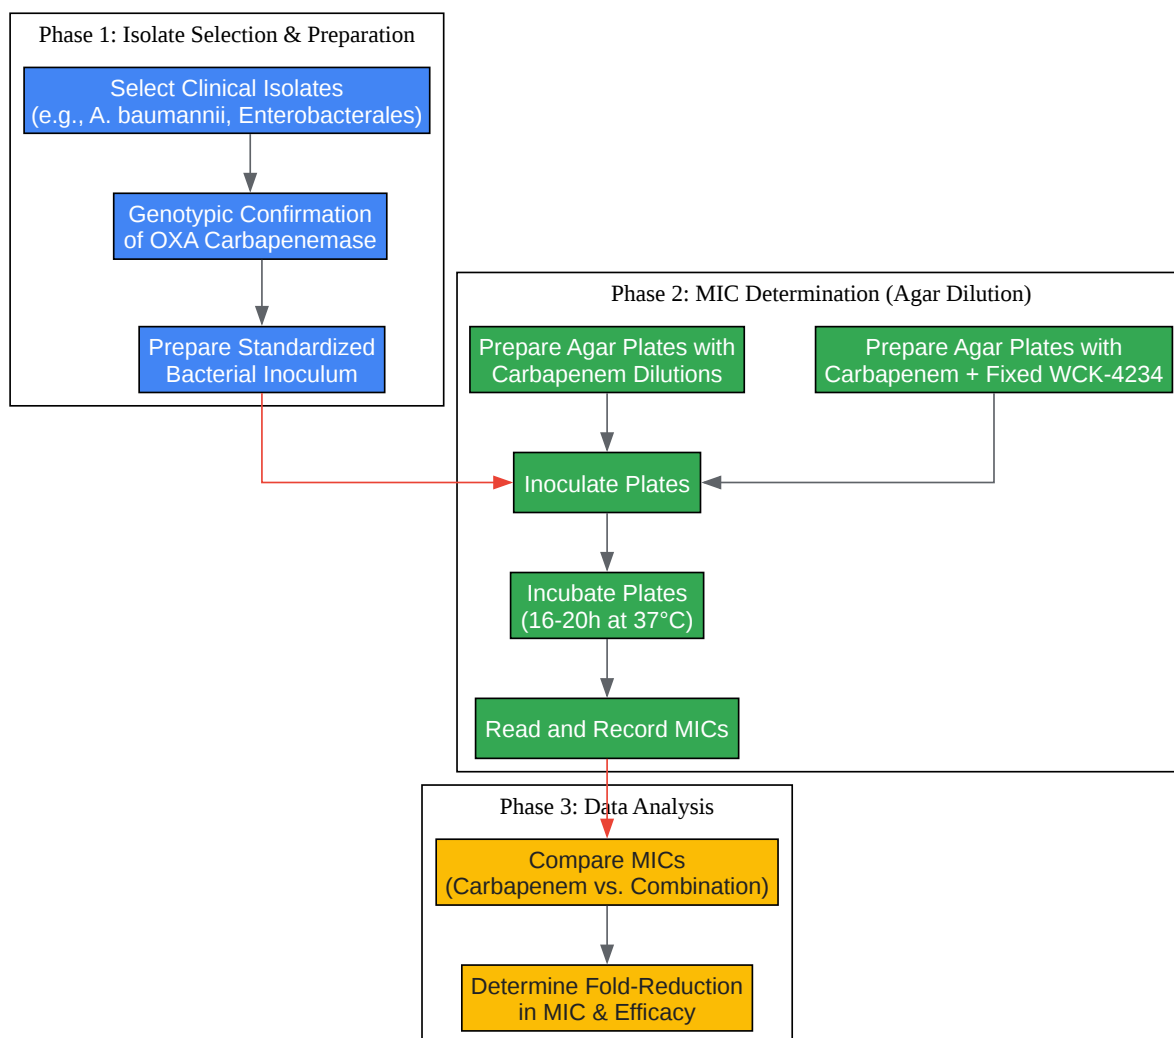 Phase 1: Isolate Selection & Preparation
Select Clinical Isolates
(e.g., A. baumannii, Enterobacterales)
Genotypic Confirmation
of OXA Carbapenemase
Prepare Standardized
Bacterial Inoculum
Phase 2: MIC Determination (Agar Dilution)
Prepare Agar Plates with
Carbapenem Dilutions
Prepare Agar Plates with
Carbapenem + Fixed WCK-4234
Inoculate Plates
Incubate Plates
(16-20h at 37°C)
Read and Record MICs
Phase 3: Data Analysis
Compare MICs
(Carbapenem vs. Combination)
Determine Fold-Reduction
in MIC & Efficacy